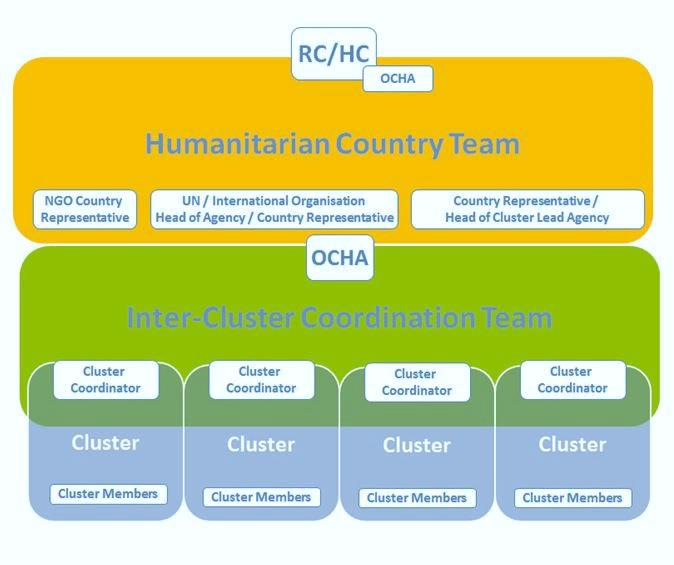 RC/HC
OCHA
Humanitarian Country Team
NGO Country
Representative
UN / International Organisation
Head of Agency / Country Representative
Country Representative /
Head of Cluster Lead Agency
OCHA
Inter-Cluster Coordination Team
Cluster
Coordinator
Cluster
Coordinator
Cluster
Coordinator
Cluster
Coordinator
Cluster
Cluster
Cluster
Cluster
Cluster Members
Cluster Members
Cluster Members
Cluster Members